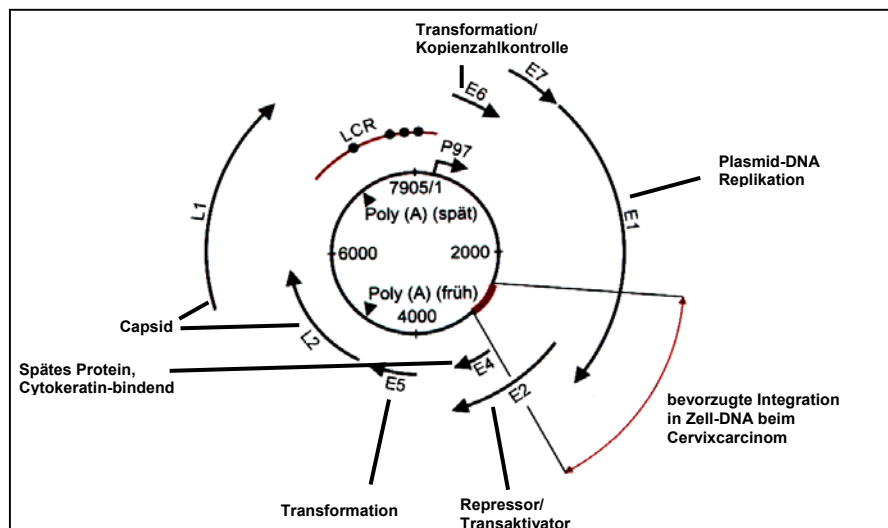 Transformation/
Kopienzahlkontrolle
E7
E6
LCR
P97
7905/1
Plasmid-DNA
Replikation
L1
E1
Poly (A) (spät)
6000
2000
Poly (A) (früh)
4000
Capsid
L2
Spätes Protein,
Cytokeratin-bindend
E4
E5
E2
bevorzugte Integration
in Zell-DNA beim
Cervixcarcinom
Transformation
Repressor/
Transaktivator